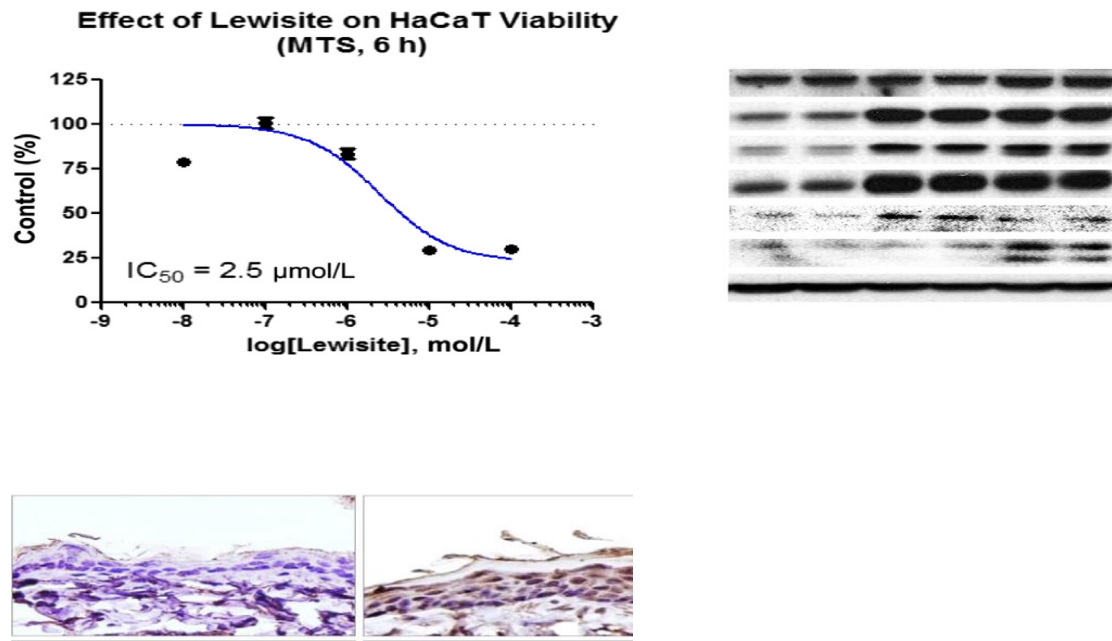 Effect of Lewisite on HaCaT Viability
(MTS, 6 h)
125
100
75
50
25
0
Control (%)
IC50 = 2.5 µmol/L
-9 -8 -7 -6 -5 -4 -3
log[Lewisite], mol/L